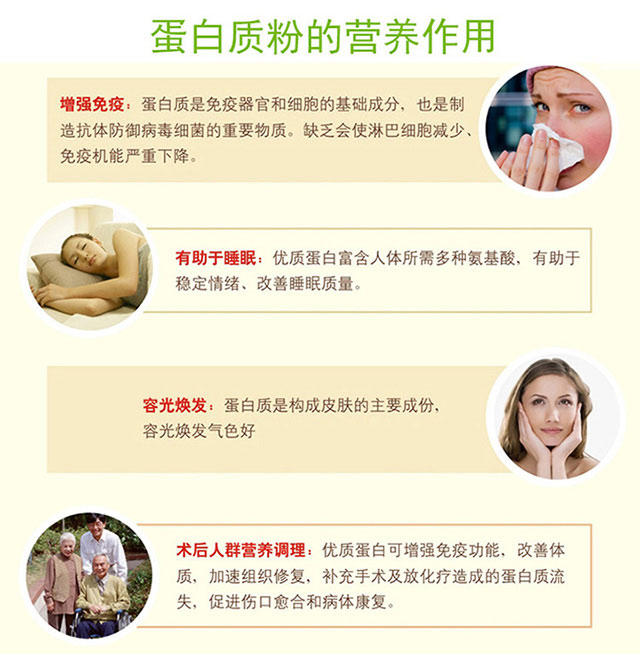 蛋白质粉的营养作用
增强免疫：蛋白质是免疫器官和细胞的基础成分，也是制
造抗体防御病毒细菌的重要物质。缺乏会使淋巴细胞减少、
免疫机能严重下降。
有助于睡眠：优质蛋白富含人体所需多种氨基酸，有助于
稳定情绪、改善睡眠质量。
容光焕发：蛋白质是构成皮肤的主要成份，
容光焕发气色好
术后人群营养调理：优质蛋白可增强免疫功能，改善体
质，加速组织修复，补充手术及放化疗造成的蛋白质流
失，促进伤口愈合和病体康复。